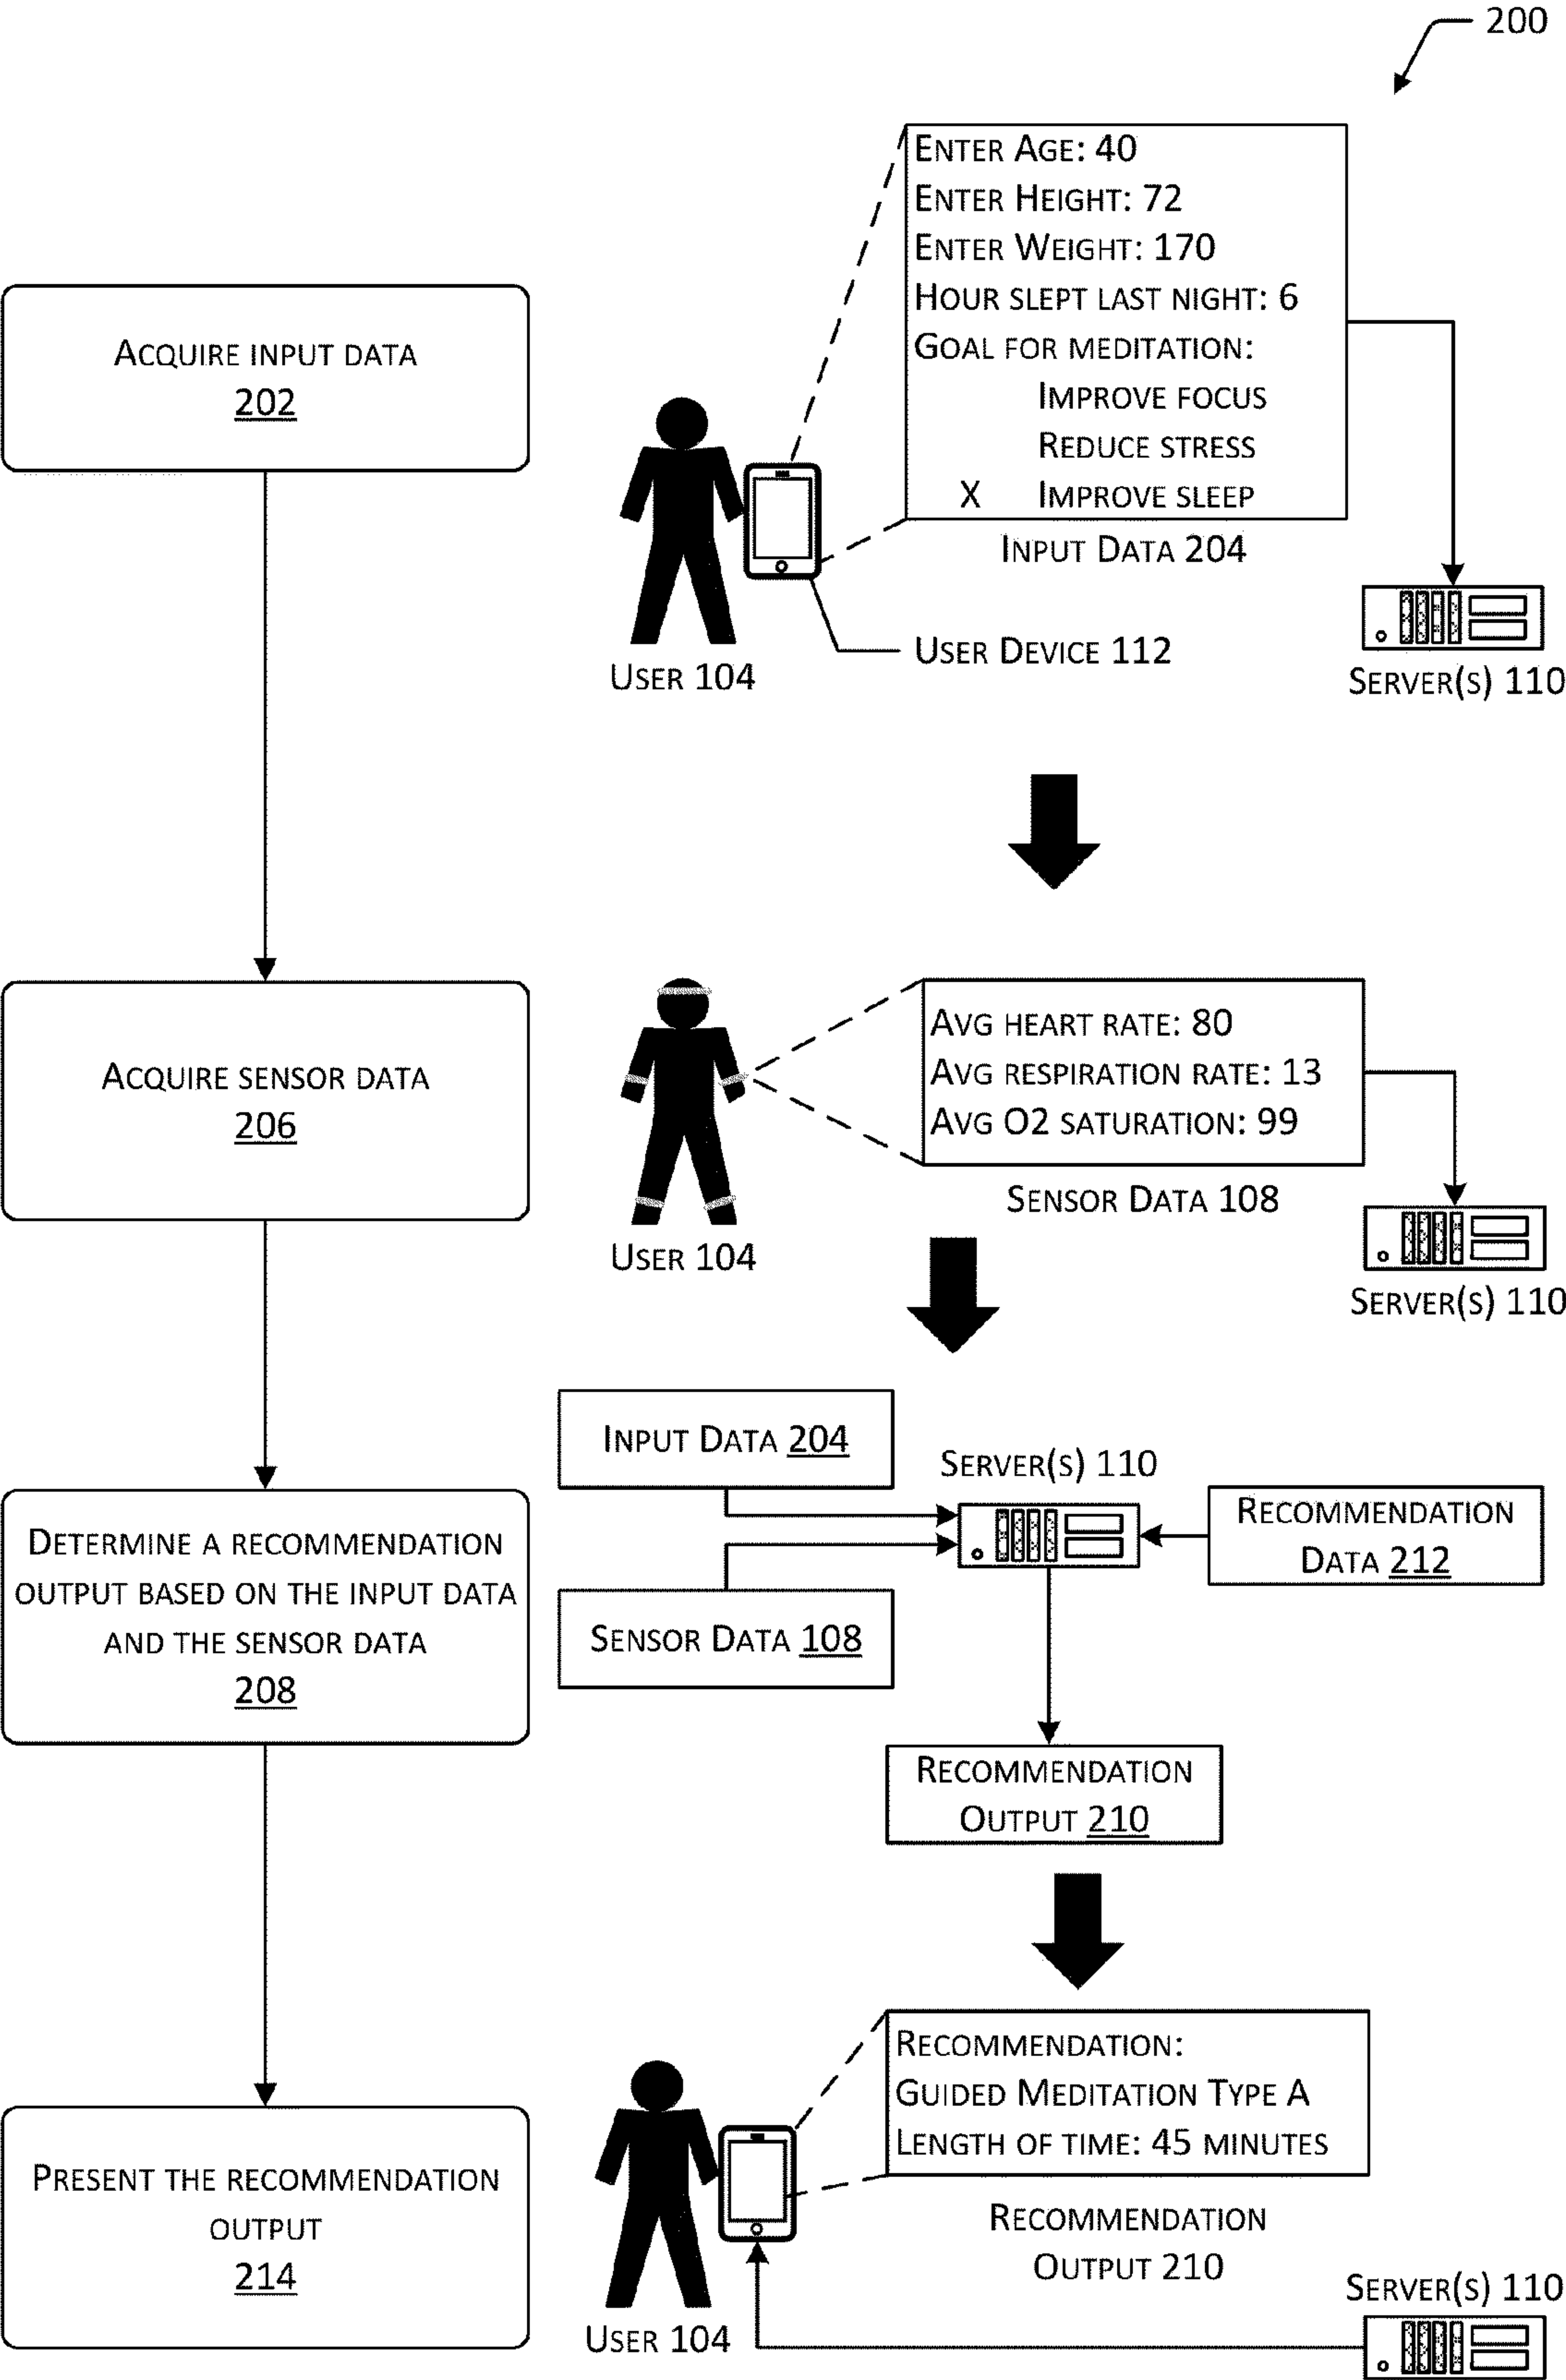 200
ENTER AGE: 40
ENTER HEIGHT: 72
ENTER WEIGHT: 170
HOUR SLEPT LAST NIGHT: 6
GOAL FOR MEDITATION:
IMPROVE FOCUS
REDUCE STRESS
X IMPROVE SLEEP
INPUT DATA 204
ACQUIRE INPUT DATA
202
USER 104
USER DEVICE 112
SERVER(S) 110
ACQUIRE SENSOR DATA
206
AVG HEART RATE: 80
AVG RESPIRATION RATE: 13
AVG O2 SATURATION: 99
SENSOR DATA 108
USER 104
SERVER(S) 110
DETERMINE A RECOMMENDATION
OUTPUT BASED ON THE INPUT DATA
AND THE SENSOR DATA
208
INPUT DATA 204
SERVER(S) 110
RECOMMENDATION
DATA 212
SENSOR DATA 108
RECOMMENDATION
OUTPUT 210
PRESENT THE RECOMMENDATION
OUTPUT
214
RECOMMENDATION:
GUIDED MEDITATION TYPE A
LENGTH OF TIME: 45 MINUTES
RECOMMENDATION
OUTPUT 210
USER 104
SERVER(S) 110